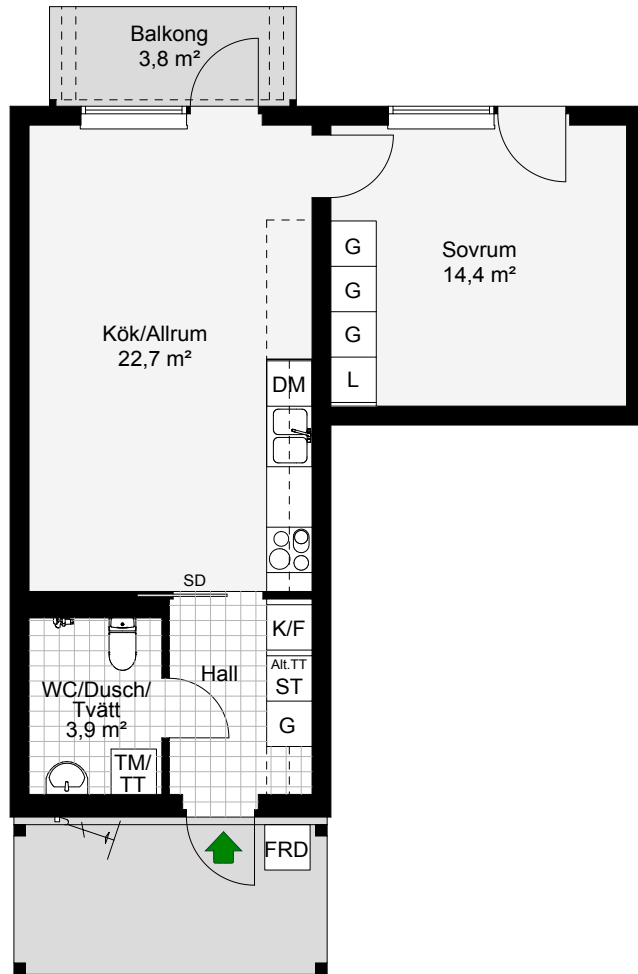 Balkong
3,8 m²
G
Sovrum
14,4 m²
G
G
L
Kök/Allrum
22,7 m²
DM
SD
K/F
Hall
Alt.TT
ST
WC/Dusch/
Tvätt
3,9 m²
G
TM/
TT
FRD